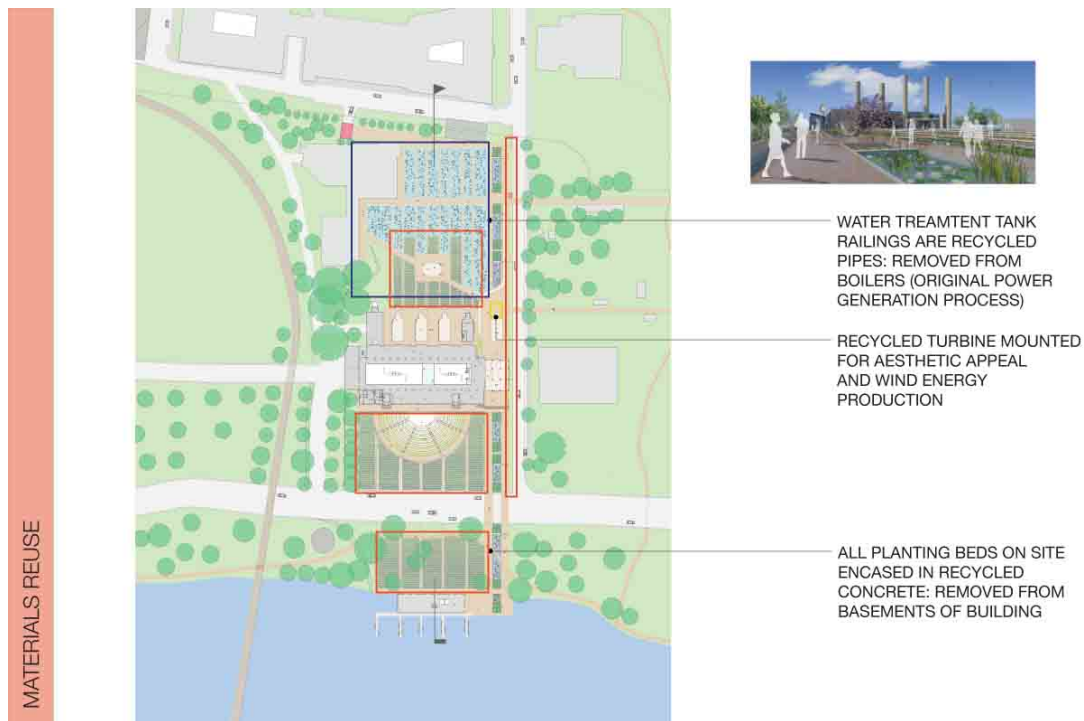 MATERIALS REUSE
WATER TREAMTENT TANK
RAILINGS ARE RECYCLED
PIPES: REMOVED FROM
BOILERS (ORIGINAL POWER
GENERATION PROCESS)
RECYCLED TURBINE MOUNTED
FOR AESTHETIC APPEAL
AND WIND ENERGY
PRODUCTION
ALL PLANTING BEDS ON SITE
ENCASED IN RECYCLED
CONCRETE: REMOVED FROM
BASEMENTS OF BUILDING